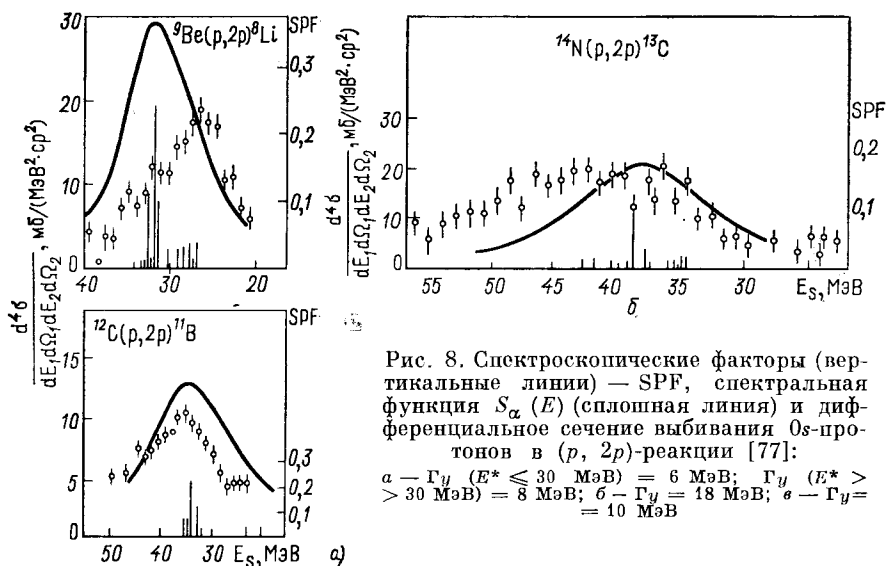 ⁹Be(p,2p)⁸Li
SPF
30
20
10
0
0,3
0,2
0,1
40
30
20
d⁴σ
dE₁dΩ₁dE₂dΩ₂
, мб/(МэВ²·ср²)
¹⁴N(p,2p)¹³C
SPF
30
20
10
0
0,2
0,1
55
50
45
40
35
30
E_s, МэВ
б
d⁴σ
dE₁dΩ₁dE₂dΩ₂
, мб/(МэВ²·ср²)
¹²C(p,2p)¹¹B
SPF
15
10
5
0
0,3
0,2
0,1
50
40
30
E_s, МэВ
а)
Рис. 8. Спектроскопические факторы (вер-
тикальные линии) — SPF, спектральная
функция S_α (E) (сплошная линия) и диф-
ференциальное сечение выбивания 0s-про-
тонов в (p, 2p)-реакции [77]:
а — Γy (E* ⩽ 30 МэВ) = 6 МэВ; Γy (E* >
> 30 МэВ) = 8 МэВ; б — Γy = 18 МэВ; в — Γy=
= 10 МэВ